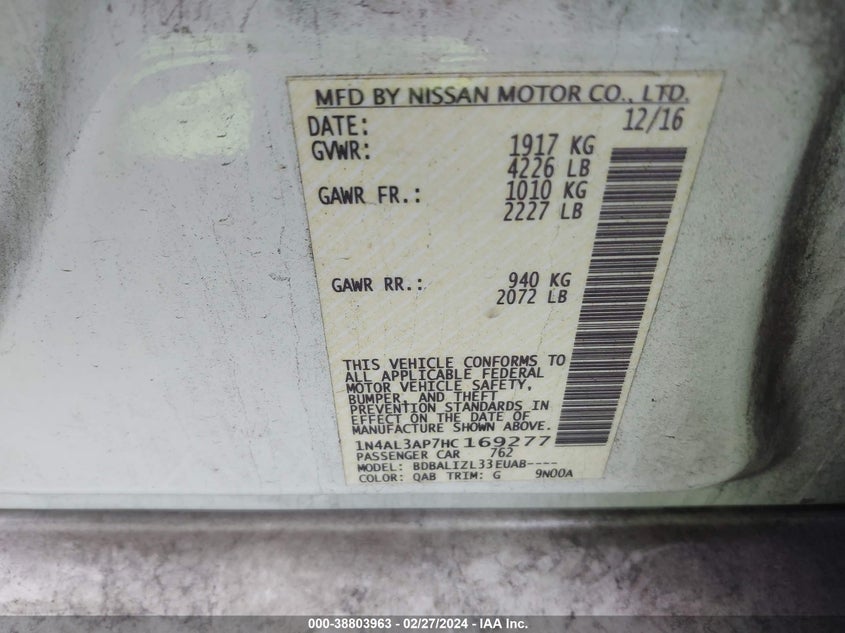 MFD BY NISSAN MOTOR CO., LTD.
DATE: 12/16
GVWR: 1917 KG
4226 LB
GAWR FR.: 1010 KG
2227 LB
GAWR RR.: 940 KG
2072 LB
THIS VEHICLE CONFORMS TO
ALL APPLICABLE FEDERAL
MOTOR VEHICLE SAFETY,
BUMPER, AND THEFT
PREVENTION STANDARDS IN
EFFECT ON THE DATE OF
MANUFACTURE SHOWN ABOVE.
1N4AL3AP7HC169277
PASSENGER CAR 762
MODEL: BDBALIZL33EUAB----
COLOR: QAB TRIM: G 9N00A
000-38803963 - 02/27/2024 - IAA Inc.